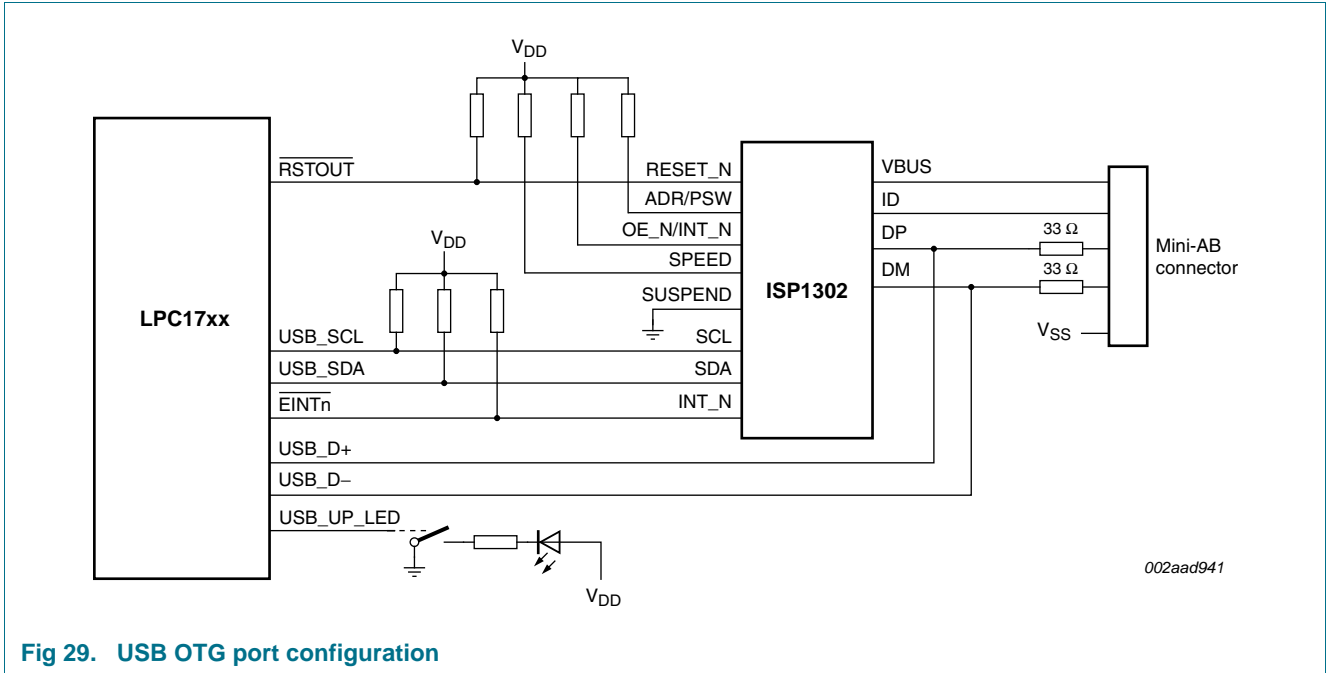 VDD
RSTOUT
RESET_N
VBUS
ADR/PSW
ID
OE_N/INT_N
DP
33 Ω
VDD
SPEED
DM
33 Ω
Mini-AB
connector
LPC17xx
SUSPEND
ISP1302
VSS
USB_SCL
SCL
USB_SDA
SDA
EINTn
INT_N
USB_D+
USB_D−
USB_UP_LED
VDD
002aad941
Fig 29. USB OTG port configuration